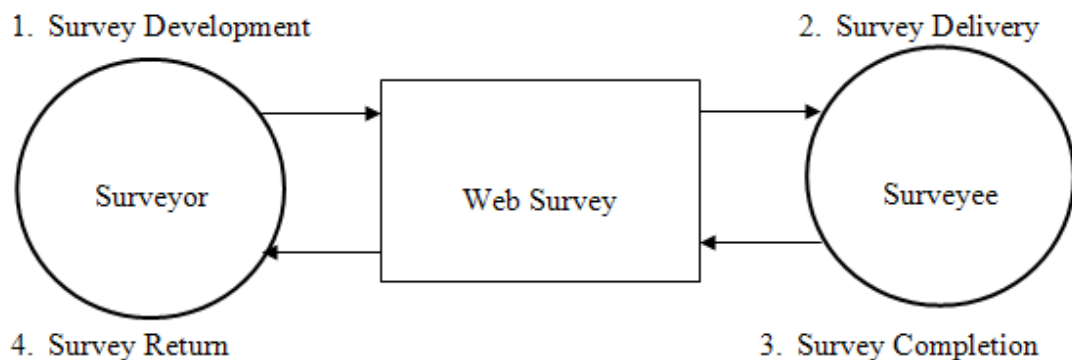 1. Survey Development
2. Survey Delivery
Surveyor
Web Survey
Surveyee
4. Survey Return
3. Survey Completion